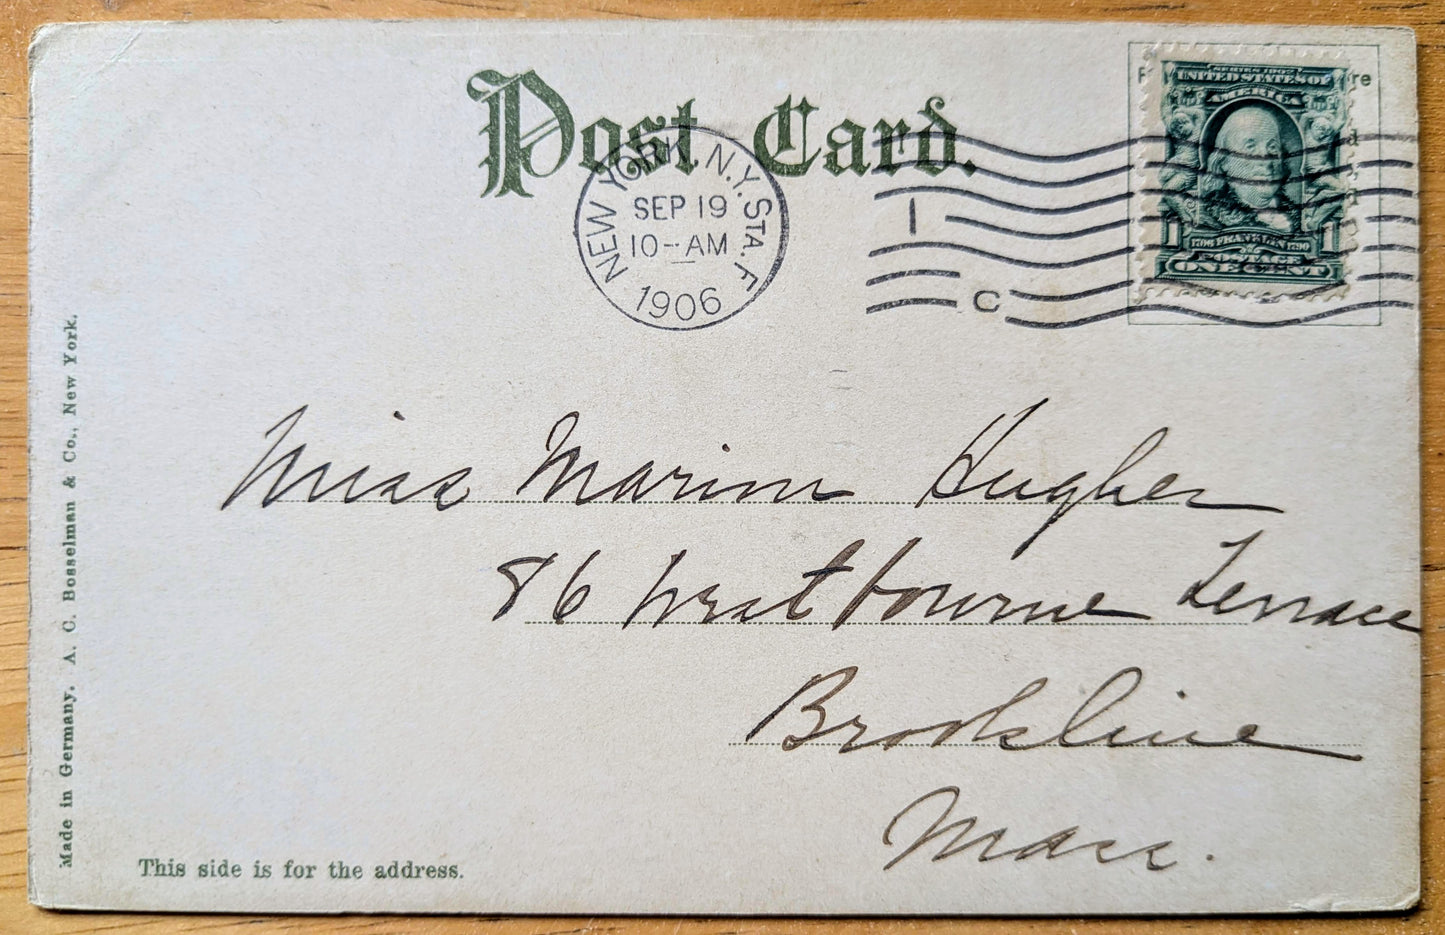 Post Card.
NEW YORK N.Y. STA. F
SEP 19
10-AM
1906
1
C
SERIES 1902
UNITED STATES OF
AMERICA
1706 FRANKLIN 1790
1 1
POSTAGE
ONE CENT
Miss Marion Hughes
86 Westbourne Terrace
Brookline
Mass.
This side is for the address.
Made in Germany. A. C. Bosselman & Co., New York.